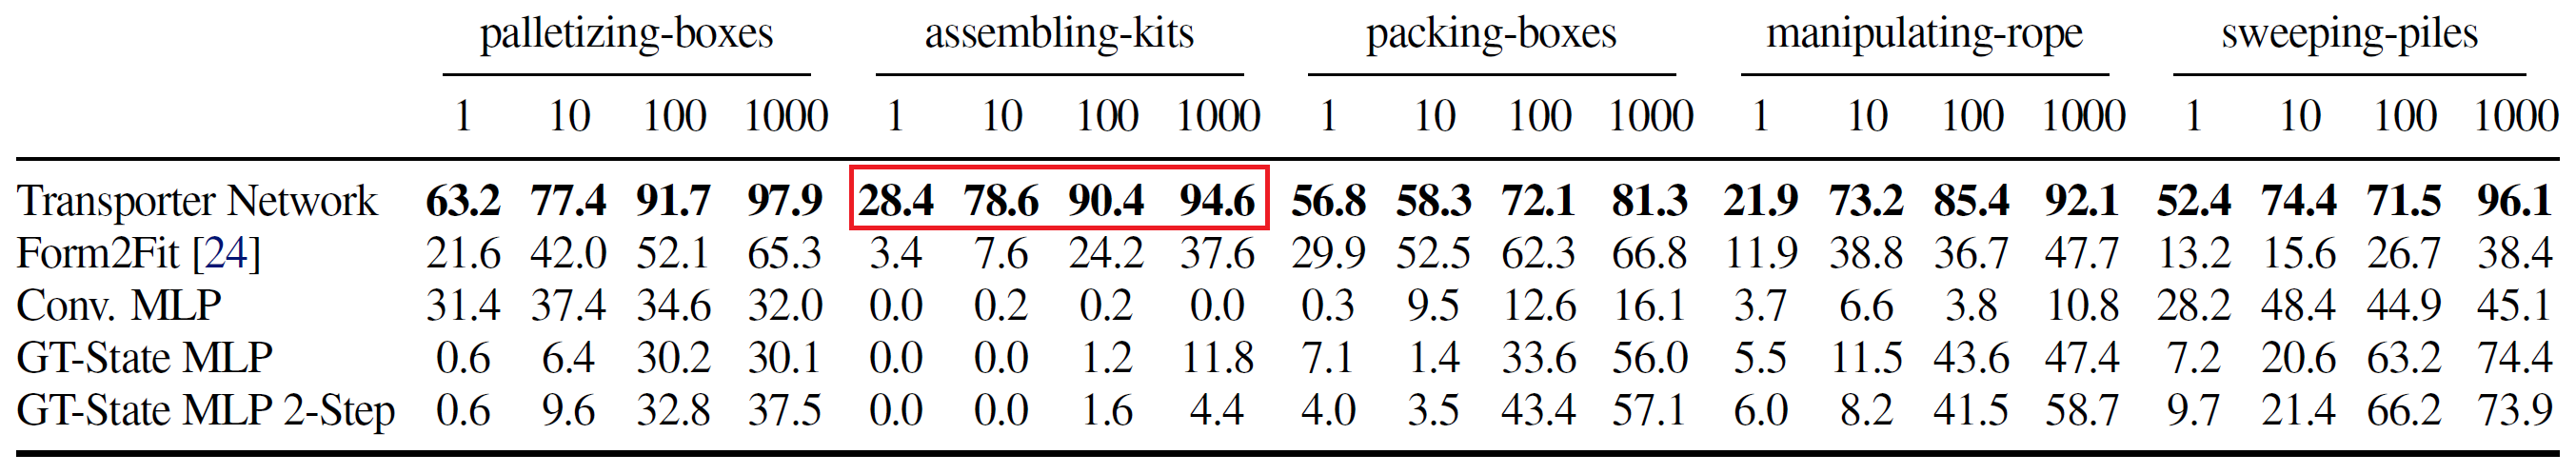 palletizing-boxes assembling-kits packing-boxes manipulating-rope sweeping-piles
1 10 100 1000 1 10 100 1000 1 10 100 1000 1 10 100 1000 1 10 100 1000
Transporter Network 63.2 77.4 91.7 97.9 28.4 78.6 90.4 94.6 56.8 58.3 72.1 81.3 21.9 73.2 85.4 92.1 52.4 74.4 71.5 96.1
Form2Fit [24] 21.6 42.0 52.1 65.3 3.4 7.6 24.2 37.6 29.9 52.5 62.3 66.8 11.9 38.8 36.7 47.7 13.2 15.6 26.7 38.4
Conv. MLP 31.4 37.4 34.6 32.0 0.0 0.2 0.2 0.0 0.3 9.5 12.6 16.1 3.7 6.6 3.8 10.8 28.2 48.4 44.9 45.1
GT-State MLP 0.6 6.4 30.2 30.1 0.0 0.0 1.2 11.8 7.1 1.4 33.6 56.0 5.5 11.5 43.6 47.4 7.2 20.6 63.2 74.4
GT-State MLP 2-Step 0.6 9.6 32.8 37.5 0.0 0.0 1.6 4.4 4.0 3.5 43.4 57.1 6.0 8.2 41.5 58.7 9.7 21.4 66.2 73.9